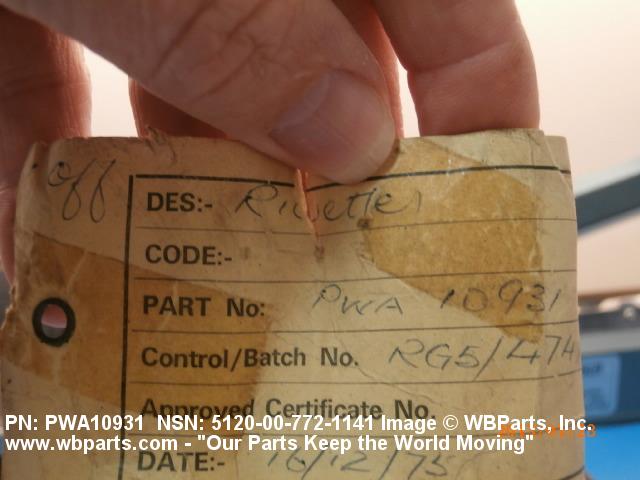 off
DES:- Rivetter
CODE:-
PART No: PWA 10931
Control/Batch No. RG5/474
Approved Certificate No.
PN: PWA10931 NSN: 5120-00-772-1141 Image © WBParts, Inc.
www.wbparts.com - "Our Parts Keep the World Moving"
DATE:- 16/12/75